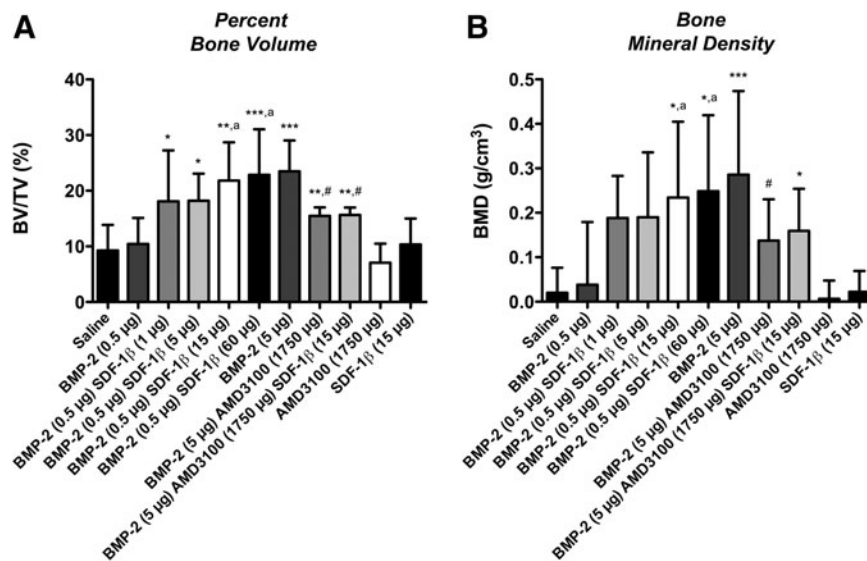 A
Percent
Bone Volume
BV/TV (%)
40
30
20
10
0
*
*
**,a
***,a
***
**,#
**,#
Saline
BMP-2 (0.5 µg)
BMP-2 (0.5 µg) SDF-1β (1 µg)
BMP-2 (0.5 µg) SDF-1β (5 µg)
BMP-2 (0.5 µg) SDF-1β (15 µg)
BMP-2 (0.5 µg) SDF-1β (60 µg)
BMP-2 (5 µg)
BMP-2 (5 µg) AMD3100 (1750 µg)
BMP-2 (5 µg) AMD3100 (1750 µg) SDF-1β (15 µg)
AMD3100 (1750 µg)
SDF-1β (15 µg)
B
Bone
Mineral Density
BMD (g/cm³)
0.5
0.4
0.3
0.2
0.1
0.0
*,a
*,a
***
#
*
Saline
BMP-2 (0.5 µg)
BMP-2 (0.5 µg) SDF-1β (1 µg)
BMP-2 (0.5 µg) SDF-1β (5 µg)
BMP-2 (0.5 µg) SDF-1β (15 µg)
BMP-2 (0.5 µg) SDF-1β (60 µg)
BMP-2 (5 µg)
BMP-2 (5 µg) AMD3100 (1750 µg)
BMP-2 (5 µg) AMD3100 (1750 µg) SDF-1β (15 µg)
AMD3100 (1750 µg)
SDF-1β (15 µg)